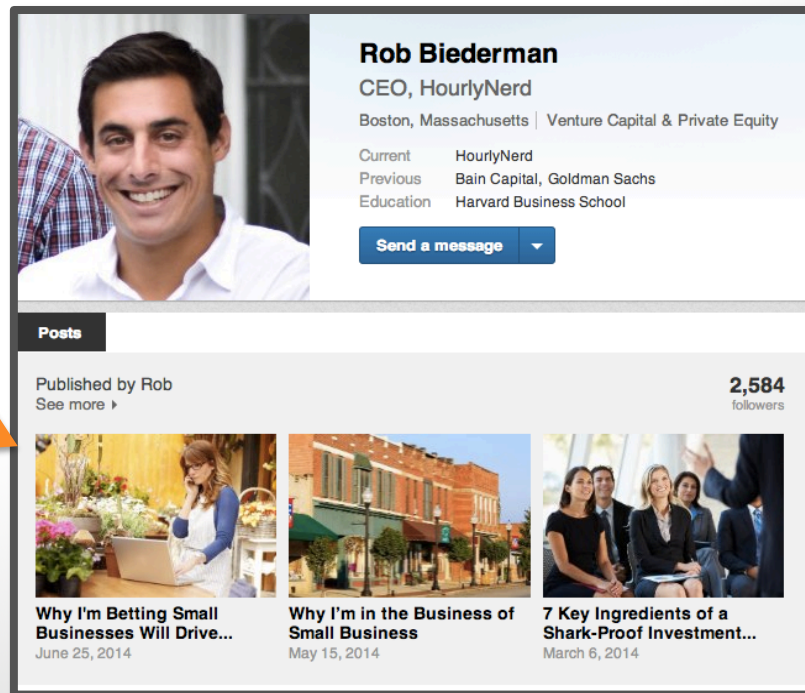 Rob Biederman
CEO, HourlyNerd
Boston, Massachusetts | Venture Capital & Private Equity
Current HourlyNerd
Previous Bain Capital, Goldman Sachs
Education Harvard Business School
Send a message
Posts
Published by Rob
See more
2,584
followers
Why I'm Betting Small
Businesses Will Drive...
June 25, 2014
Why I'm in the Business of
Small Business
May 15, 2014
7 Key Ingredients of a
Shark-Proof Investment...
March 6, 2014